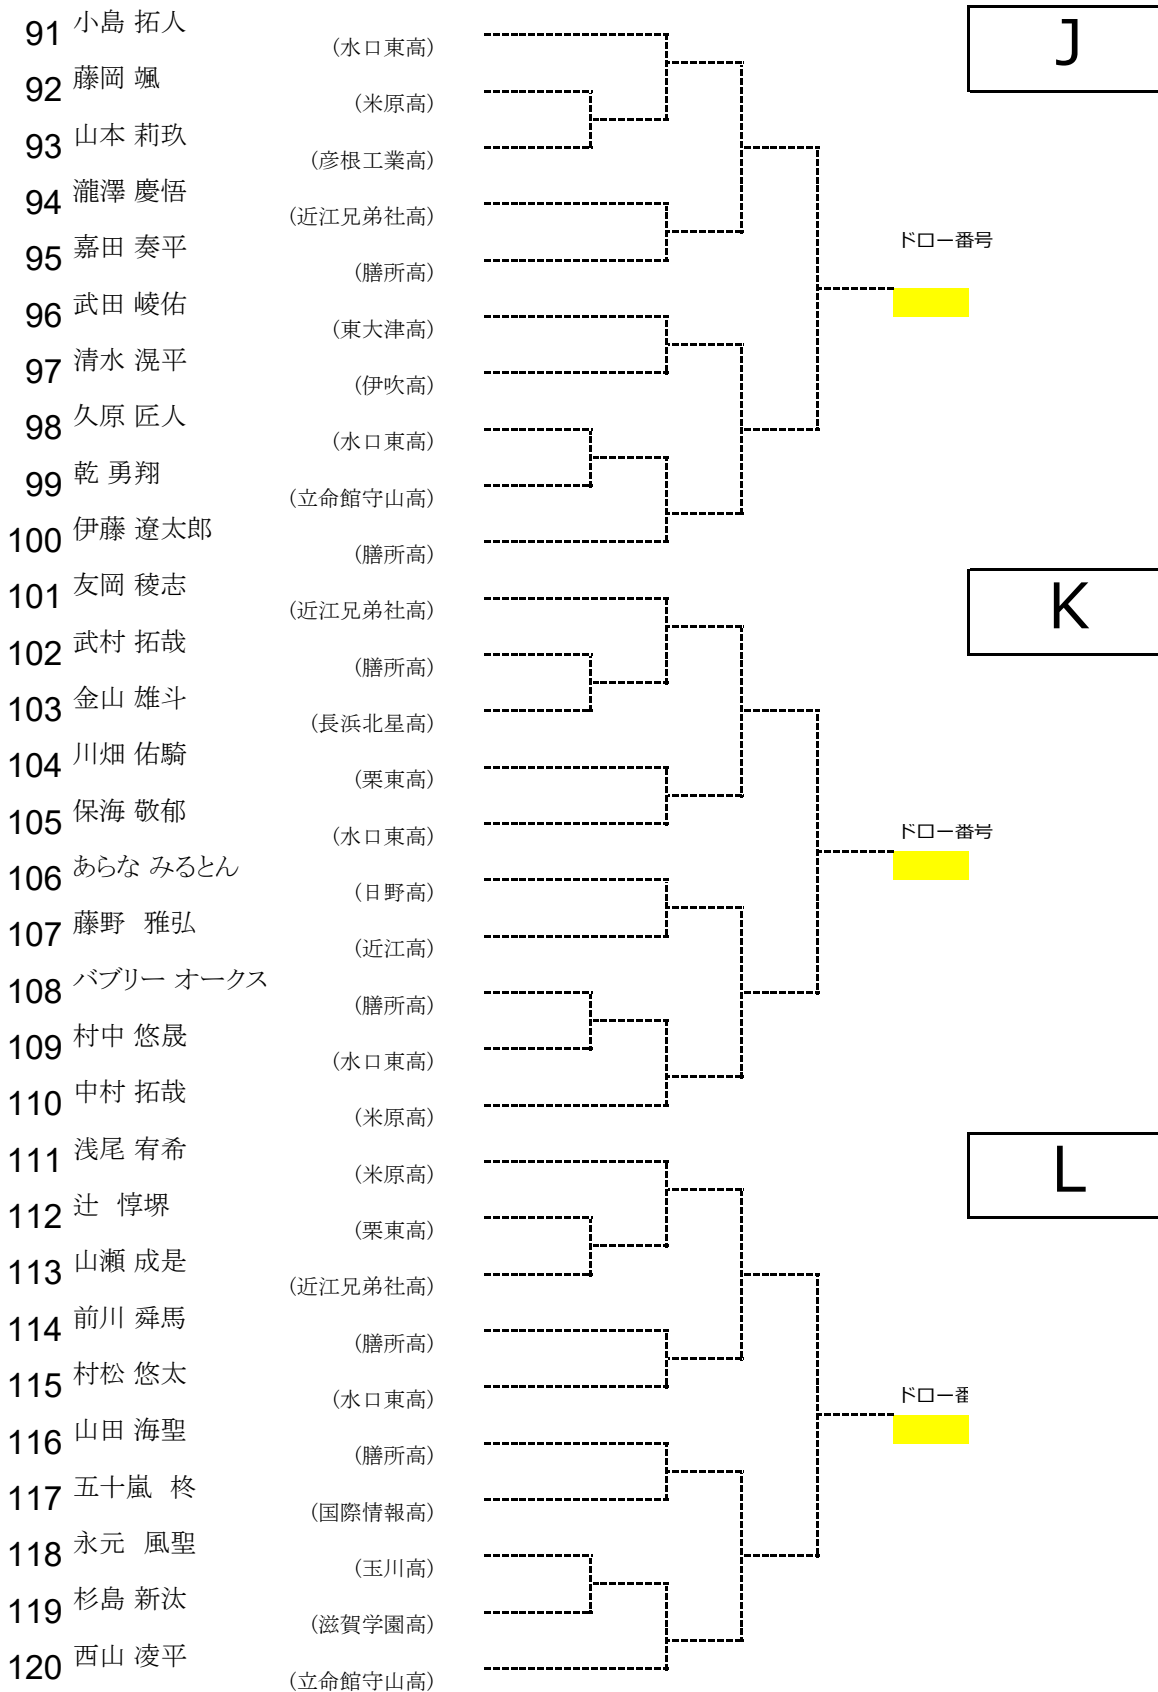 91 小島 拓人 (水口東高)
J
92 藤岡 颯 (米原高)
93 山本 莉玖 (彦根工業高)
94 瀧澤 慶悟 (近江兄弟社高)
95 嘉田 奏平 (膳所高)
ドロー番号
96 武田 崚佑 (東大津高)
97 清水 滉平 (伊吹高)
98 久原 匠人 (水口東高)
99 乾 勇翔 (立命館守山高)
100 伊藤 遼太郎 (膳所高)
101 友岡 稜志 (近江兄弟社高)
K
102 武村 拓哉 (膳所高)
103 金山 雄斗 (長浜北星高)
104 川畑 佑騎 (栗東高)
105 保海 敬郁 (水口東高)
ドロー番号
106 あらな みるとん (日野高)
107 藤野 雅弘 (近江高)
108 バブリー オークス (膳所高)
109 村中 悠晟 (水口東高)
110 中村 拓哉 (米原高)
111 浅尾 宥希 (米原高)
L
112 辻 惇堺 (栗東高)
113 山瀬 成是 (近江兄弟社高)
114 前川 舜馬 (膳所高)
115 村松 悠太 (水口東高)
ドロー番
116 山田 海聖 (膳所高)
117 五十嵐 柊 (国際情報高)
118 永元 風聖 (玉川高)
119 杉島 新汰 (滋賀学園高)
120 西山 凌平 (立命館守山高)